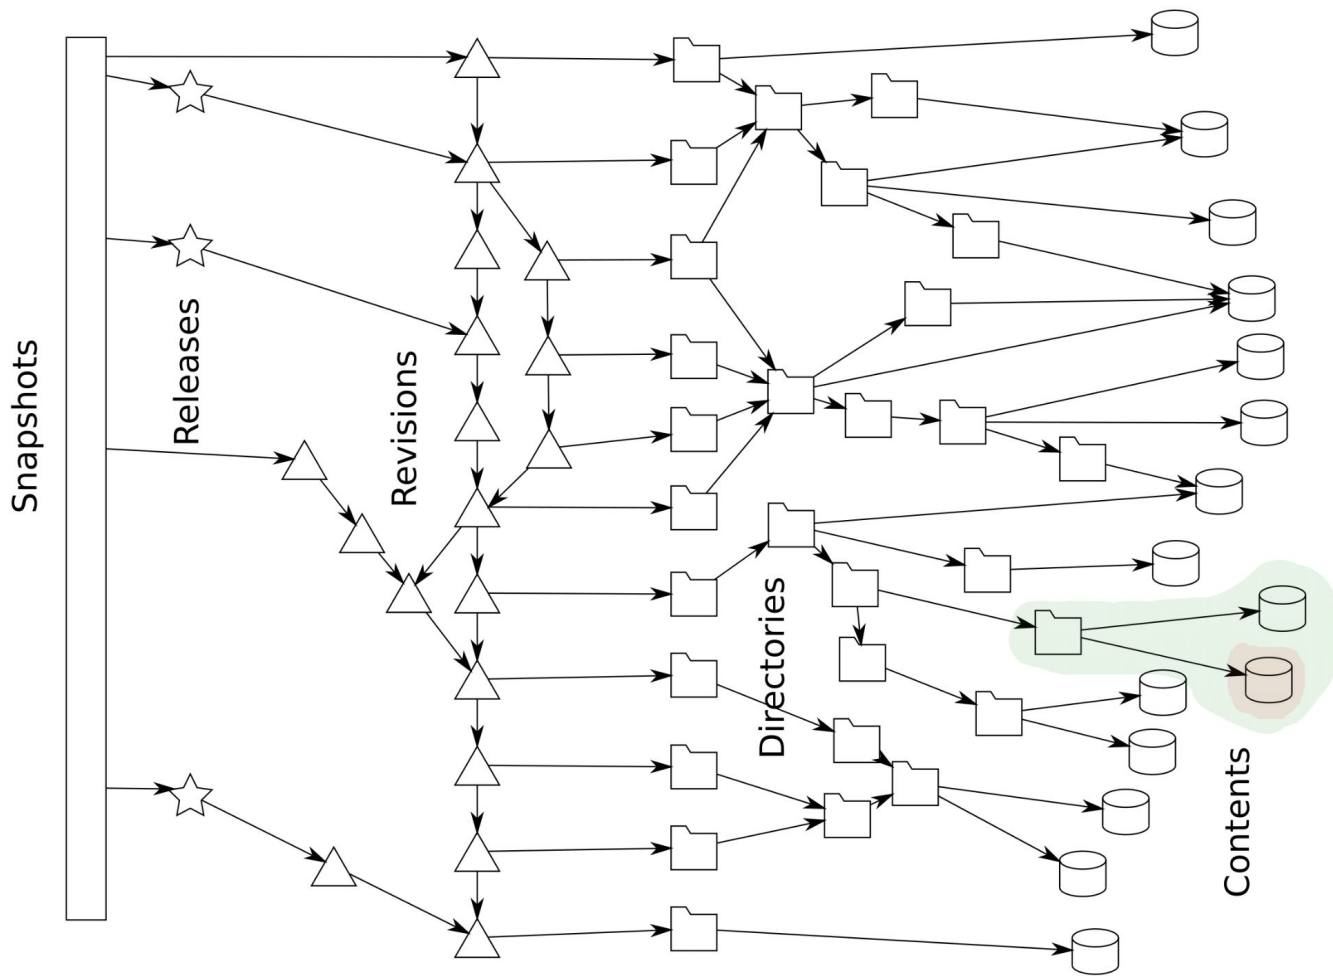 Snapshots
Releases
Revisions
Directories
Contents